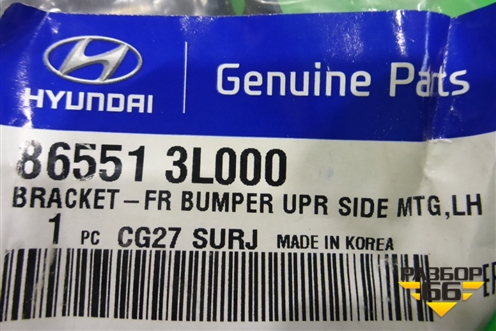 HYUNDAI
Genuine Parts
86551 3L000
BRACKET-FR BUMPER UPR SIDE MTG,LH
1 PC CG27 SURJ MADE IN KOREA
РАЗБОР
66